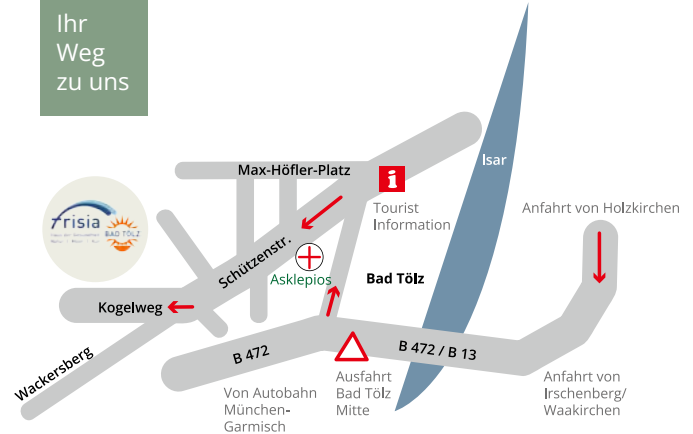 Ihr
Weg
zu uns
Isar
Max-Höfler-Platz
i
Tourist
Information
Anfahrt von Holzkirchen
Frisia
BAD TÖLZ
Schützenstr.
Asklepios
Bad Tölz
Kogelweg
Wackersberg
B 472
B 472 / B 13
Von Autobahn
München-
Garmisch
Ausfahrt
Bad Tölz
Mitte
Anfahrt von
Irschenberg/
Waakirchen